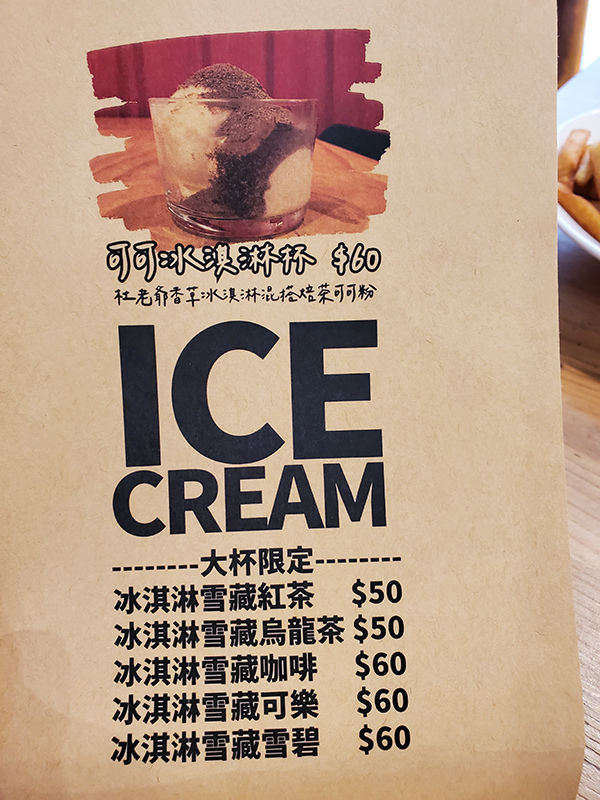 可可冰淇淋杯 $60
杜老爺香草冰淇淋混搭焙茶可可粉
ICE
CREAM
---------大杯限定--------
冰淇淋雪藏紅茶 $50
冰淇淋雪藏烏龍茶 $50
冰淇淋雪藏咖啡 $60
冰淇淋雪藏可樂 $60
冰淇淋雪藏雪碧 $60